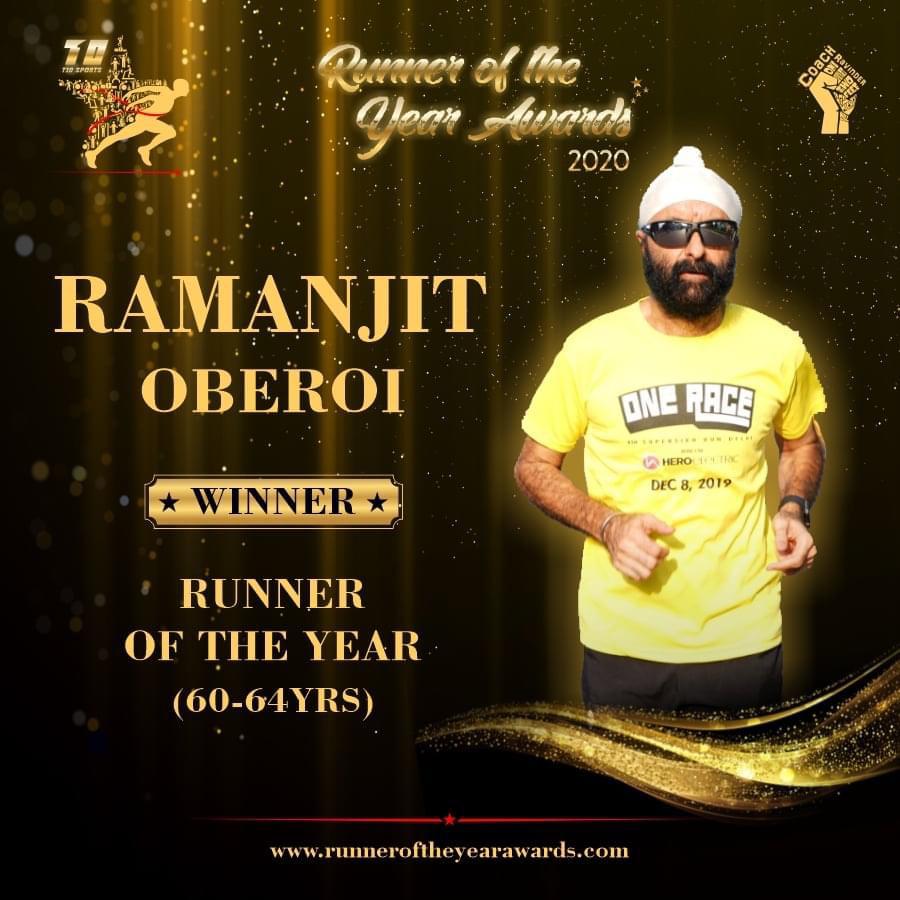 T10
T10 SPORTS
Runner of the
Year Awards
2020
Coach Ravinder
RAMANJIT
OBEROI
★ WINNER ★
RUNNER
OF THE YEAR
(60-64YRS)
ONE RACE
HERO ELECTRIC
DEC 8, 2019
www.runneroftheyearawards.com